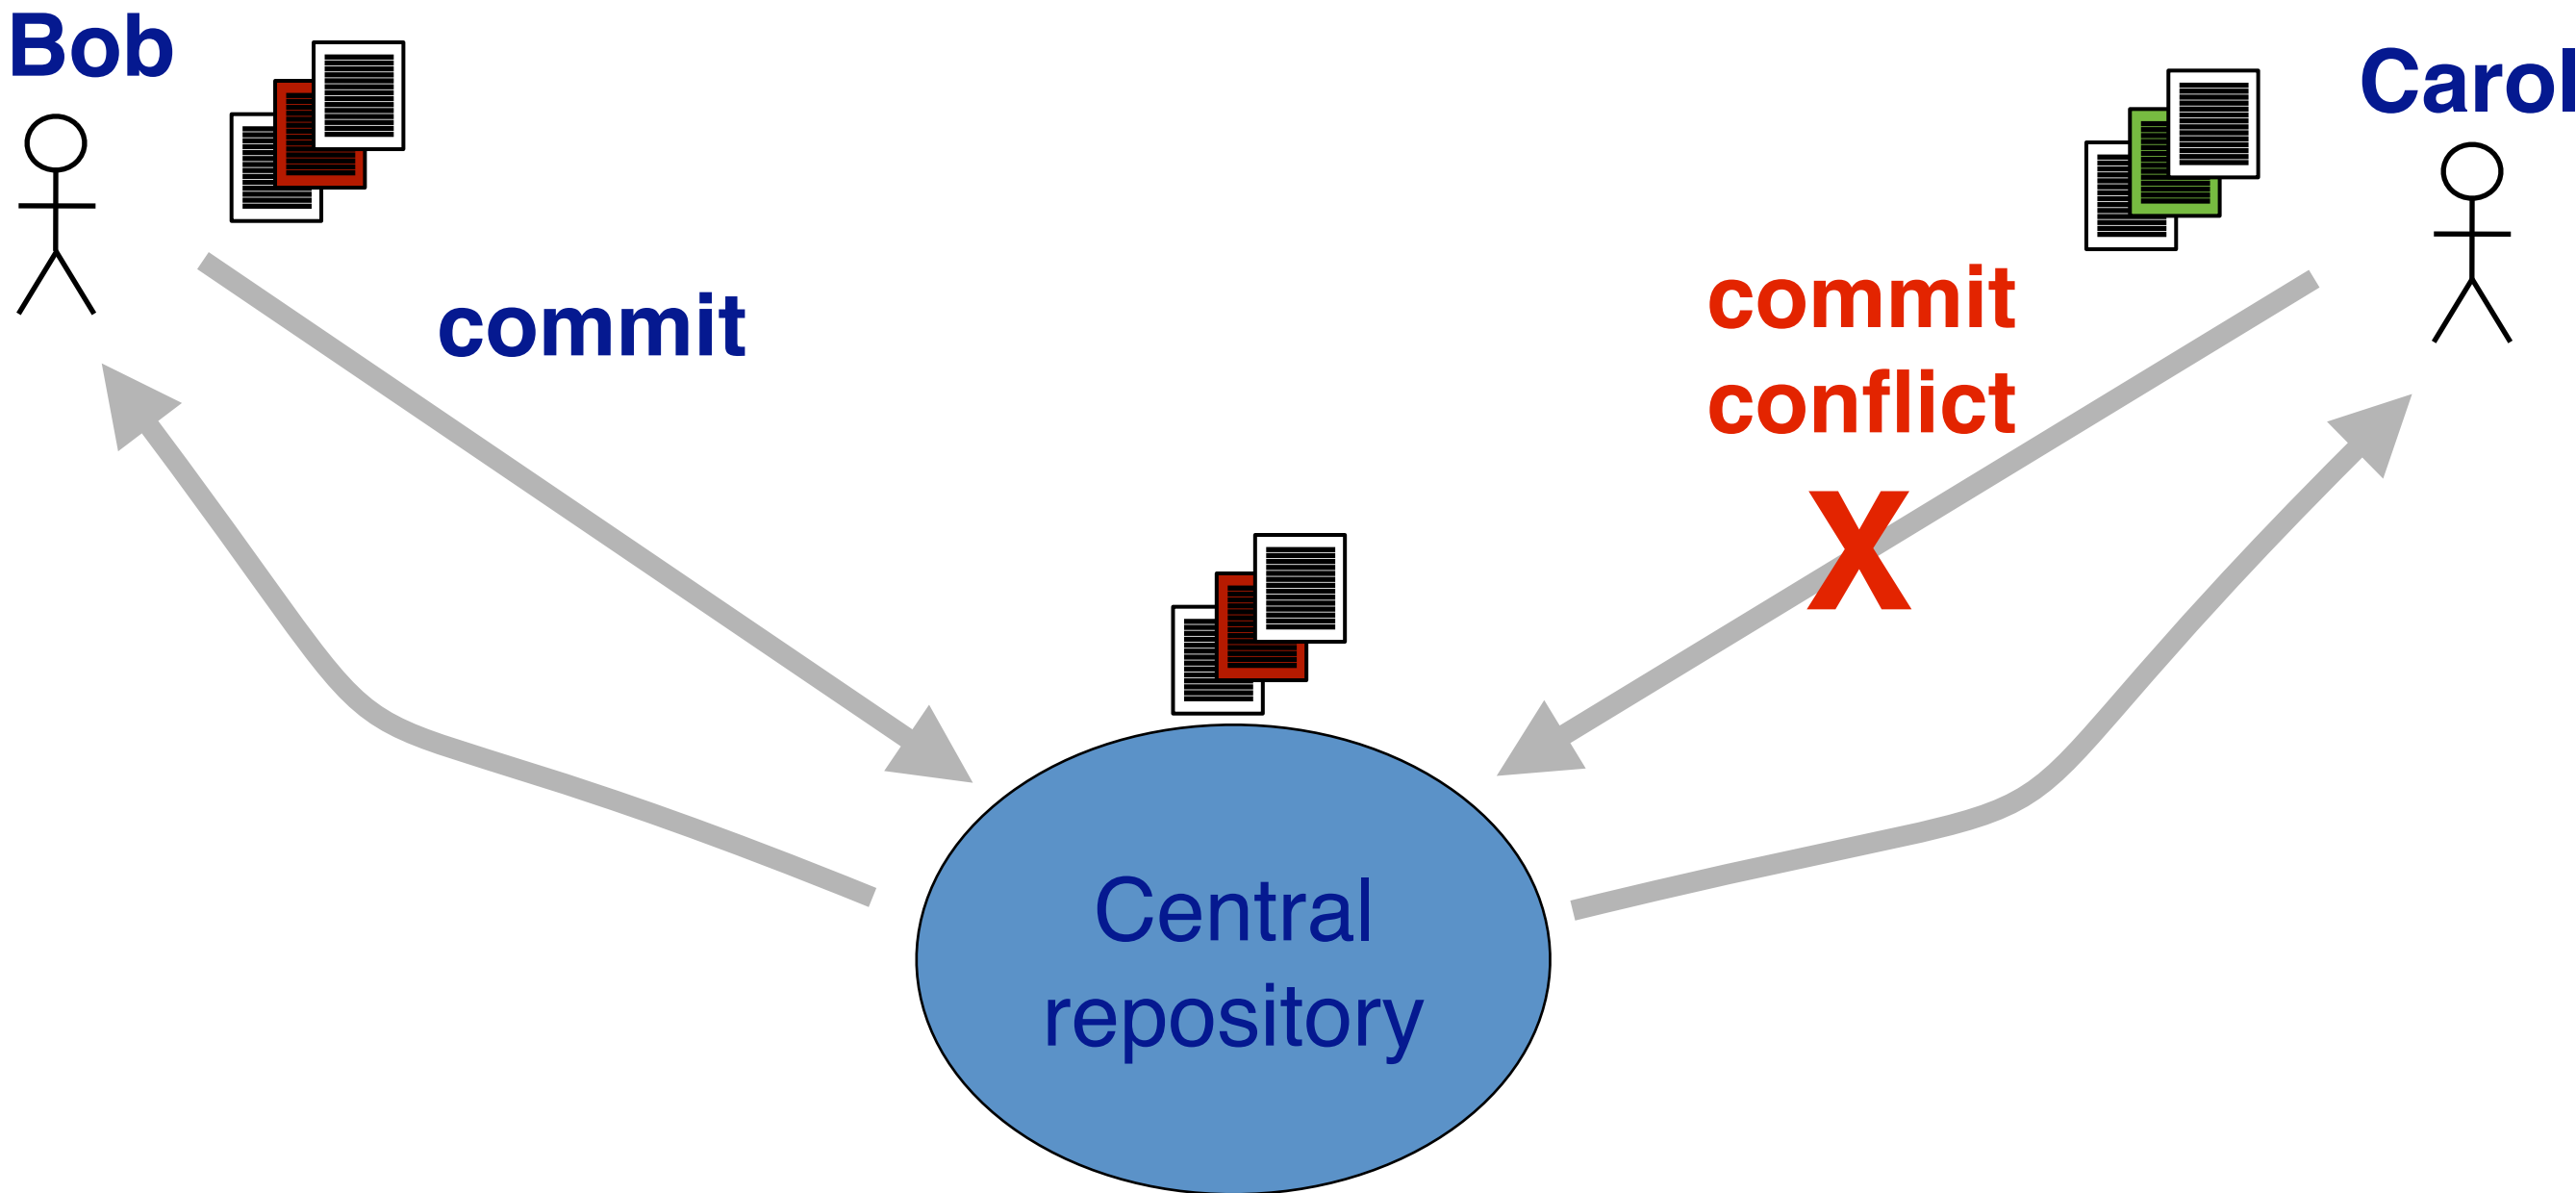 Bob
Carol
commit
commit
conflict
X
Central
repository